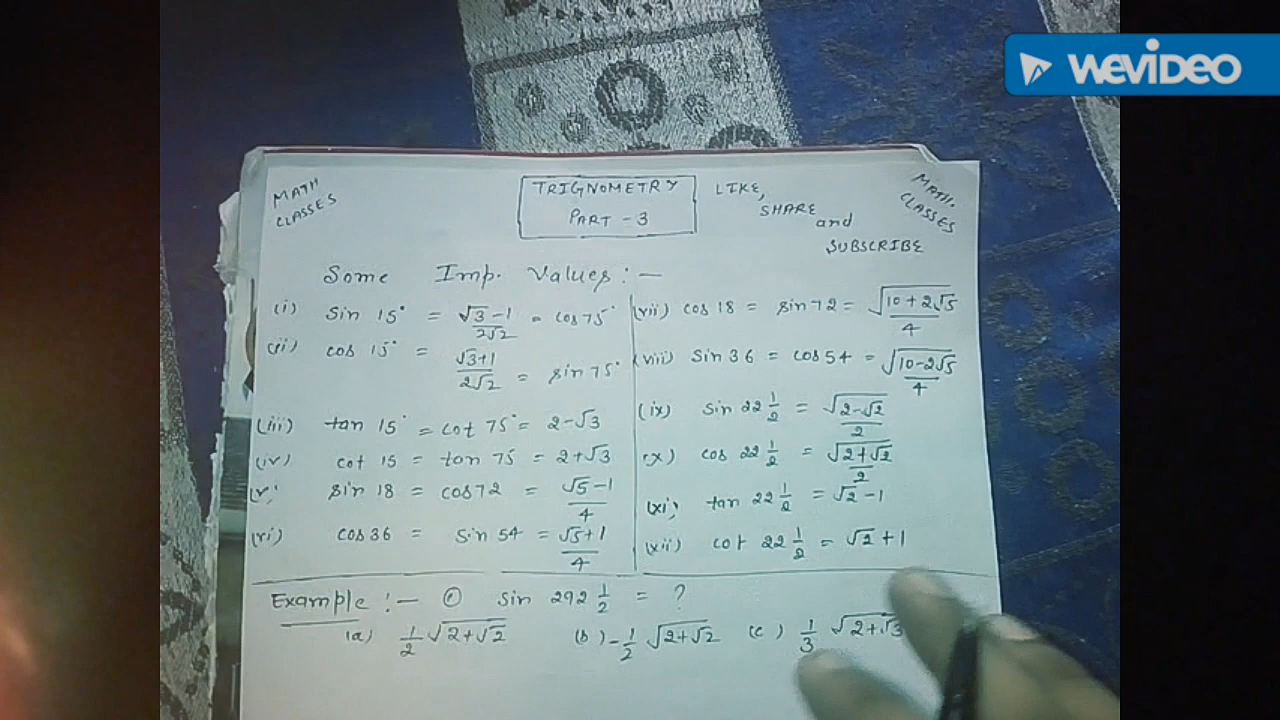 WEVIDEO
MATH CLASSES
TRIGNOMETRY PART - 3
LIKE, SHARE and SUBSCRIBE
MATH. CLASSES
Some Imp. Values : —
(i) sin 15° = √3-1/2√2 = cos 75°
(ii) cos 15° = √3+1/2√2 = sin 75°
(iii) tan 15° = cot 75° = 2-√3
(iv) cot 15 = tan 75 = 2+√3
(v) sin 18 = cos 72 = √5-1/4
(vi) cos 36 = sin 54 = √5+1/4
(vii) cos 18 = sin 72 = √10+2√5/4
(viii) Sin 36 = cos 54 = √10-2√5/4
(ix) sin 22 1/2 = √2-√2/2
(x) cos 22 1/2 = √2+√2/2
(xi) tan 22 1/2 = √2-1
(xii) cot 22 1/2 = √2+1
Example : — ① sin 292 1/2 = ?
(a) 1/2 √2+√2 (b) -1/2 √2+√2 (c) 1/3 √2+√3